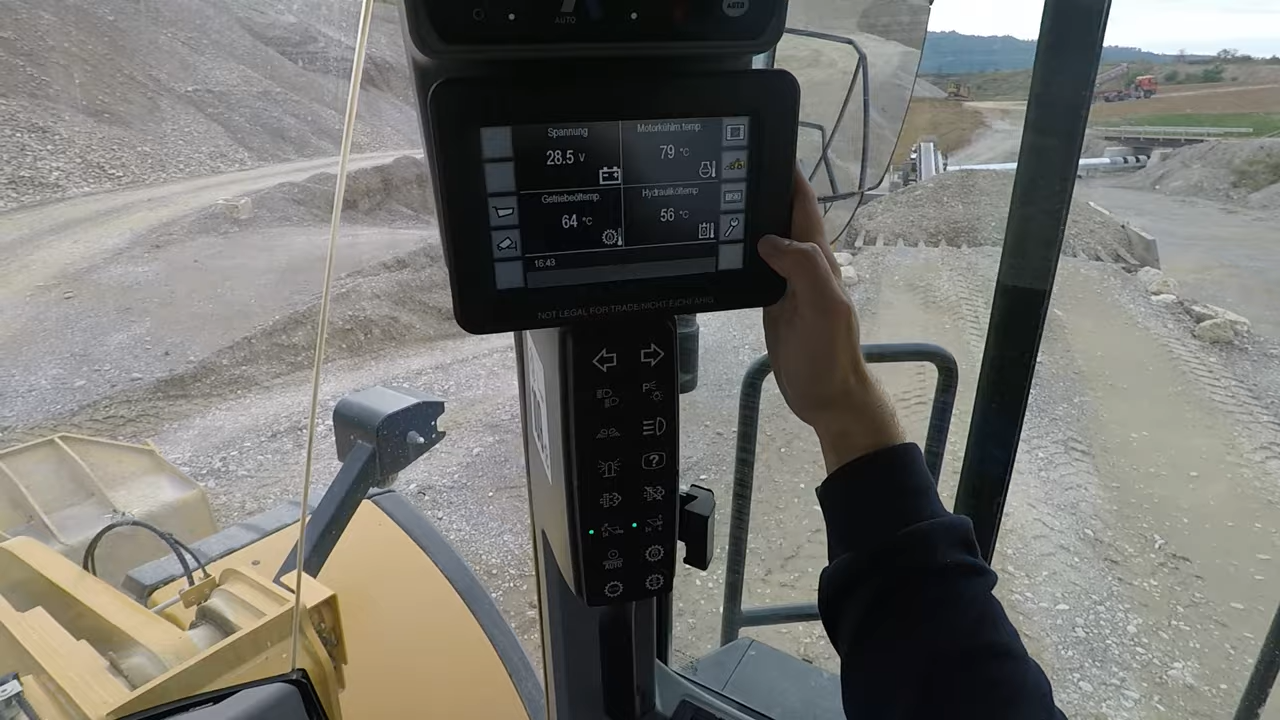 AUTO
AUTO
Spannung
28.5 V
Motorkühlm.temp.
79 °C
Getriebeöltemp.
64 °C
Hydrauliköltemp.
56 °C
16:43
NOT LEGAL FOR TRADE/NICHT EICHFÄHIG
P
?
AUTO